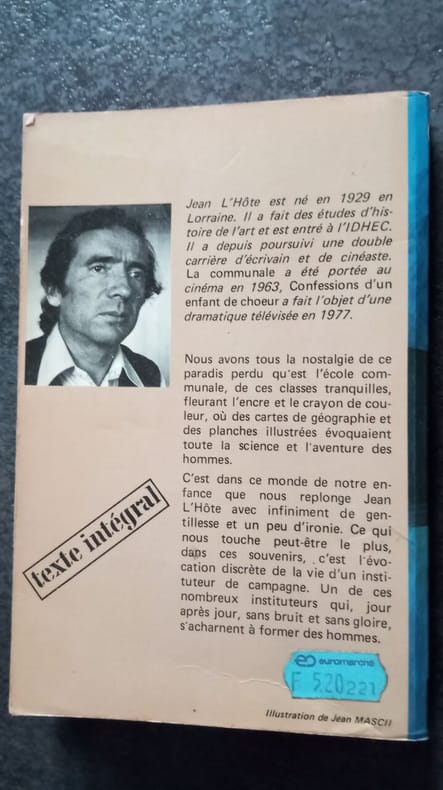 Jean L'Hôte est né en 1929 en
Lorraine. Il a fait des études d'his-
toire de l'art et est entré à l'IDHEC.
Il a depuis poursuivi une double
carrière d'écrivain et de cinéaste.
La communale a été portée au
cinéma en 1963, Confessions d'un
enfant de choeur a fait l'objet d'une
dramatique télévisée en 1977.
Nous avons tous la nostalgie de ce
paradis perdu qu'est l'école com-
munale, de ces classes tranquilles,
fleurant l'encre et le crayon de cou-
leur, où des cartes de géographie et
des planches illustrées évoquaient
toute la science et l'aventure des
hommes.
C'est dans ce monde de notre en-
fance que nous replonge Jean
L'Hôte avec infiniment de gen-
tillesse et un peu d'ironie. Ce qui
nous touche peut-être le plus,
dans ces souvenirs, c'est l'évo-
cation discrète de la vie d'un insti-
tuteur de campagne. Un de ces
nombreux instituteurs qui, jour
après jour, sans bruit et sans gloire,
s'acharnent à former des hommes.
texte intégral
euromarche
F 5.20221
Illustration de Jean MASCII